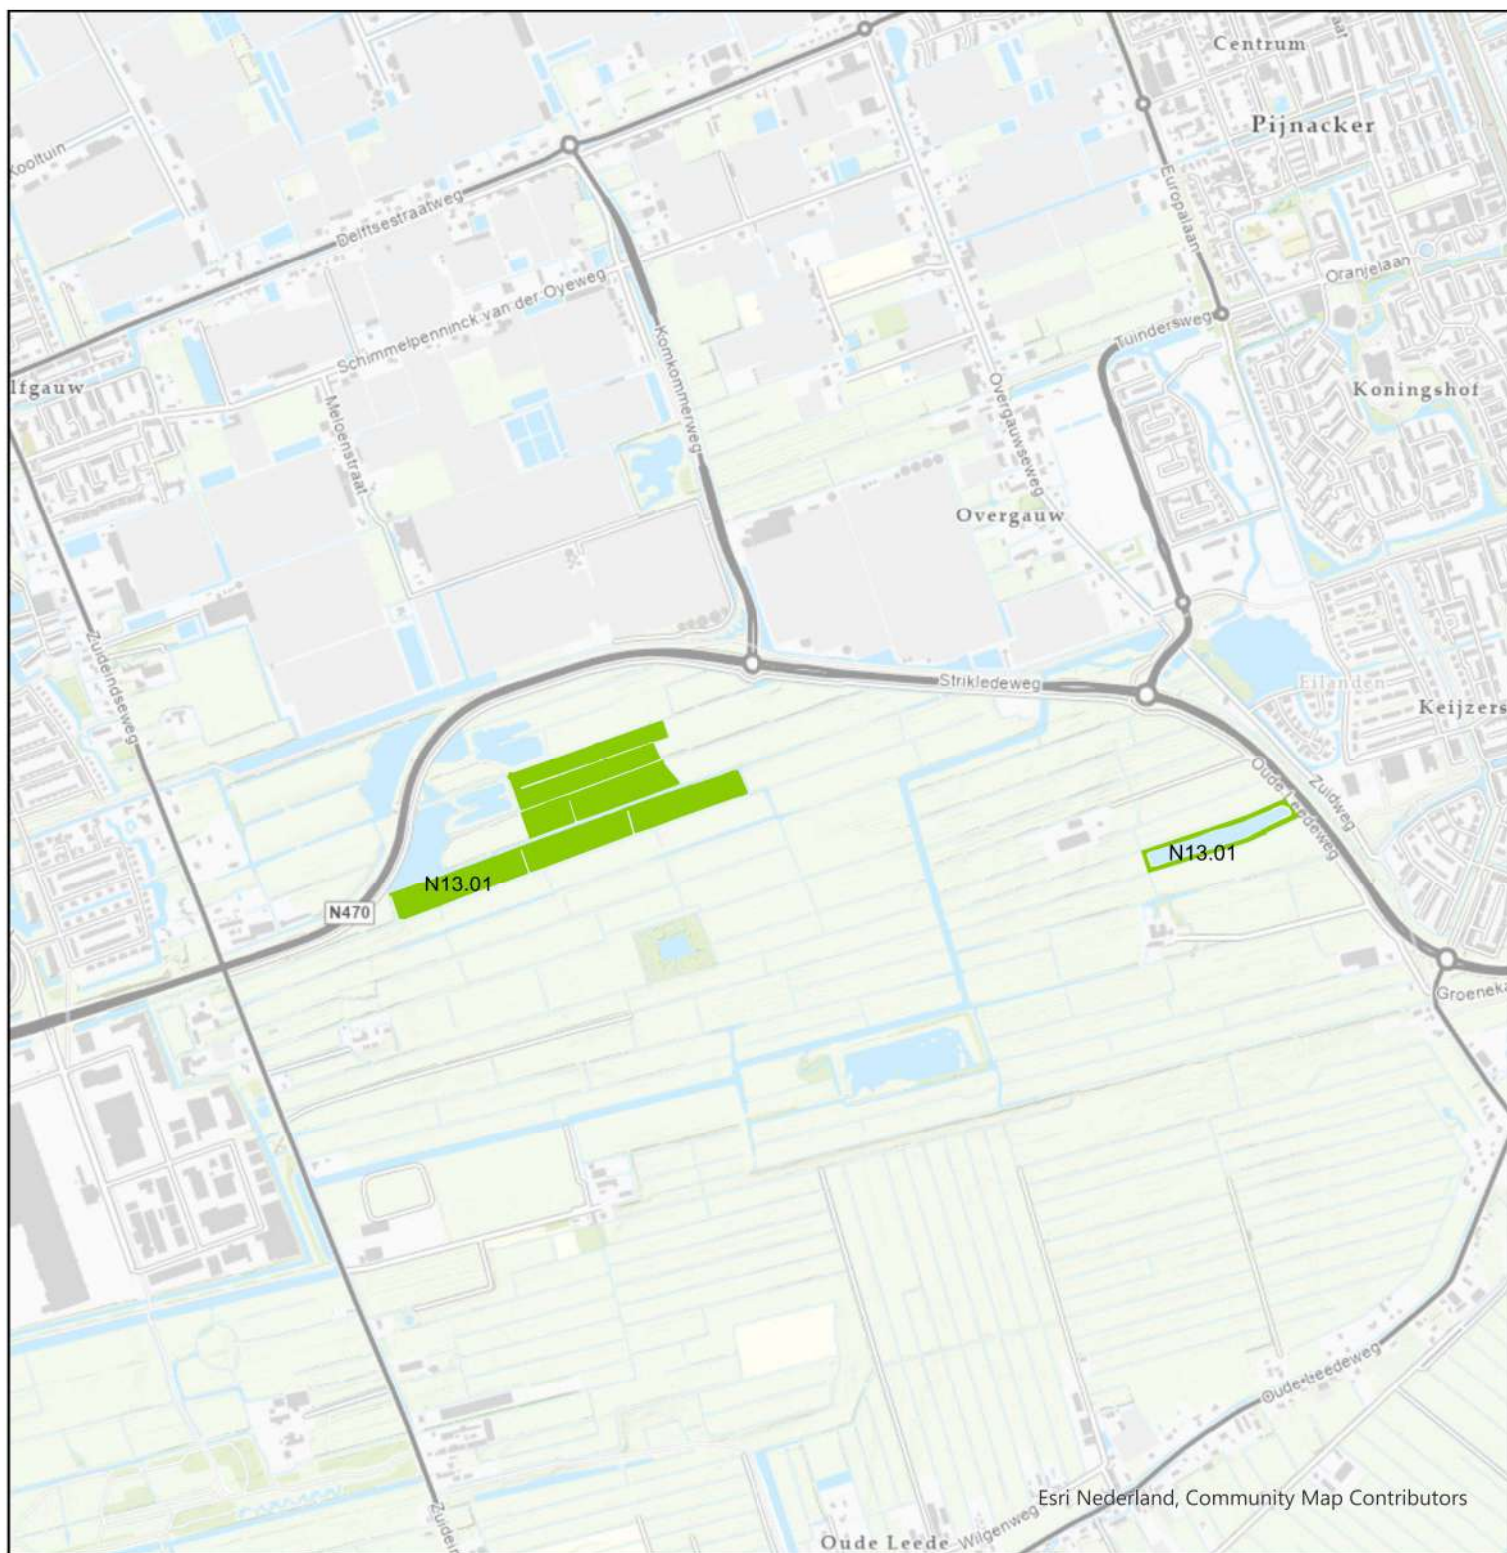 Centrum
Pijnacker
Kooltuin
Delftsestraatweg
Europalaan
Oranjelaan
Schimmelpenninck van der Oyeweg
Komkommerweg
Tuindersweg
lfgauw
Meloenstraat
Overgauwseweg
Koningshof
Overgauw
Zuideindseweg
Strikledeweg
Eilanden
Keijzers
Oude Leedeweg
Zuidweg
N13.01
N13.01
N470
Groeneka
Oude-Leedeweg
Esri Nederland, Community Map Contributors
Zuidein
Oude Leede
Wilgenweg